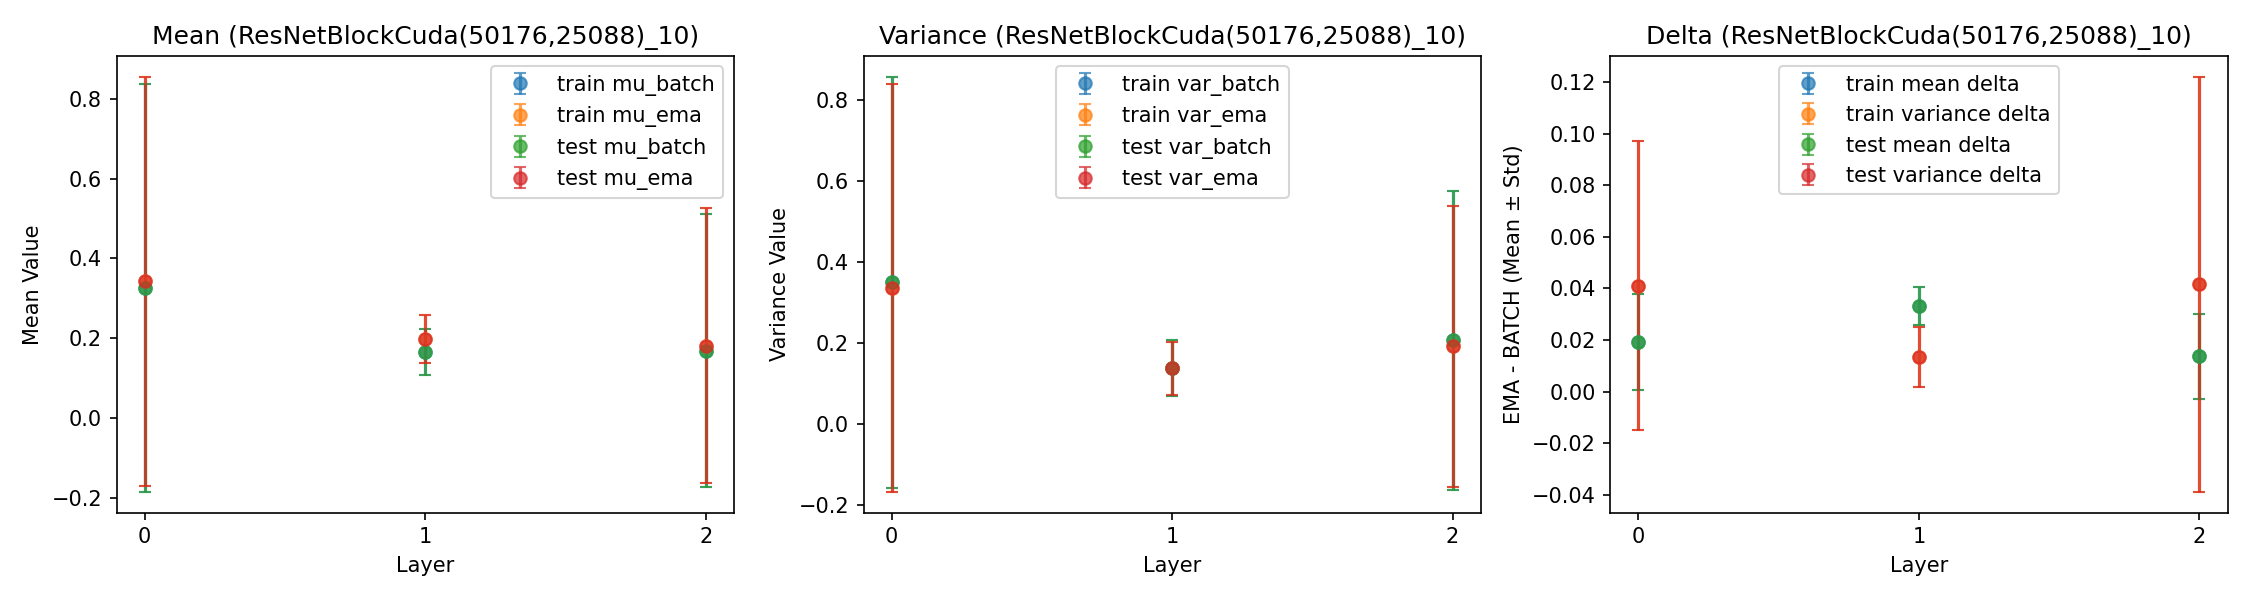 Mean (ResNetBlockCuda(50176,25088)_10)
Mean Value
0.8
0.6
0.4
0.2
0.0
−0.2
train mu_batch
train mu_ema
test mu_batch
test mu_ema
0 1 2
Layer
Variance (ResNetBlockCuda(50176,25088)_10)
Variance Value
0.8
0.6
0.4
0.2
0.0
−0.2
train var_batch
train var_ema
test var_batch
test var_ema
0 1 2
Layer
Delta (ResNetBlockCuda(50176,25088)_10)
EMA - BATCH (Mean ± Std)
0.12
0.10
0.08
0.06
0.04
0.02
0.00
−0.02
−0.04
train mean delta
train variance delta
test mean delta
test variance delta
0 1 2
Layer